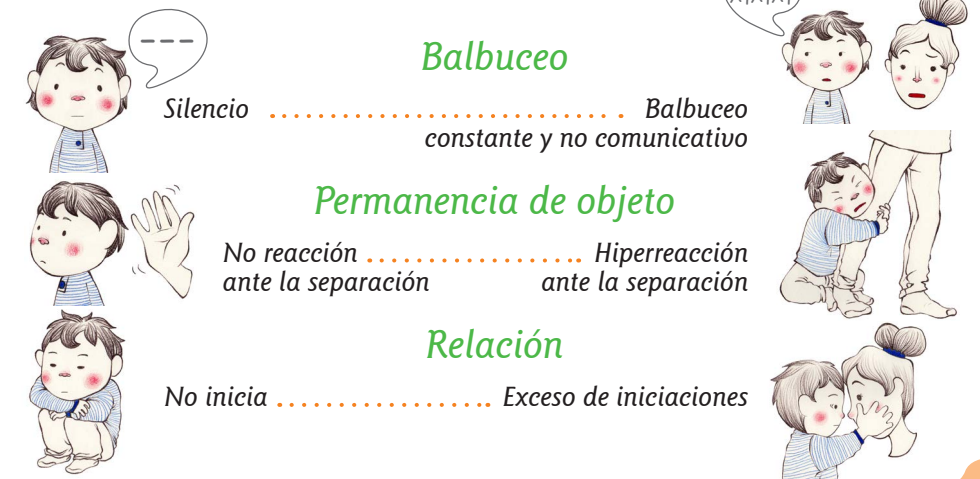 Balbuceo
Silencio ............................. Balbuceo
constante y no comunicativo
Permanencia de objeto
No reacción .................. Hiperreacción
ante la separación ante la separación
Relación
No inicia .................. Exceso de iniciaciones